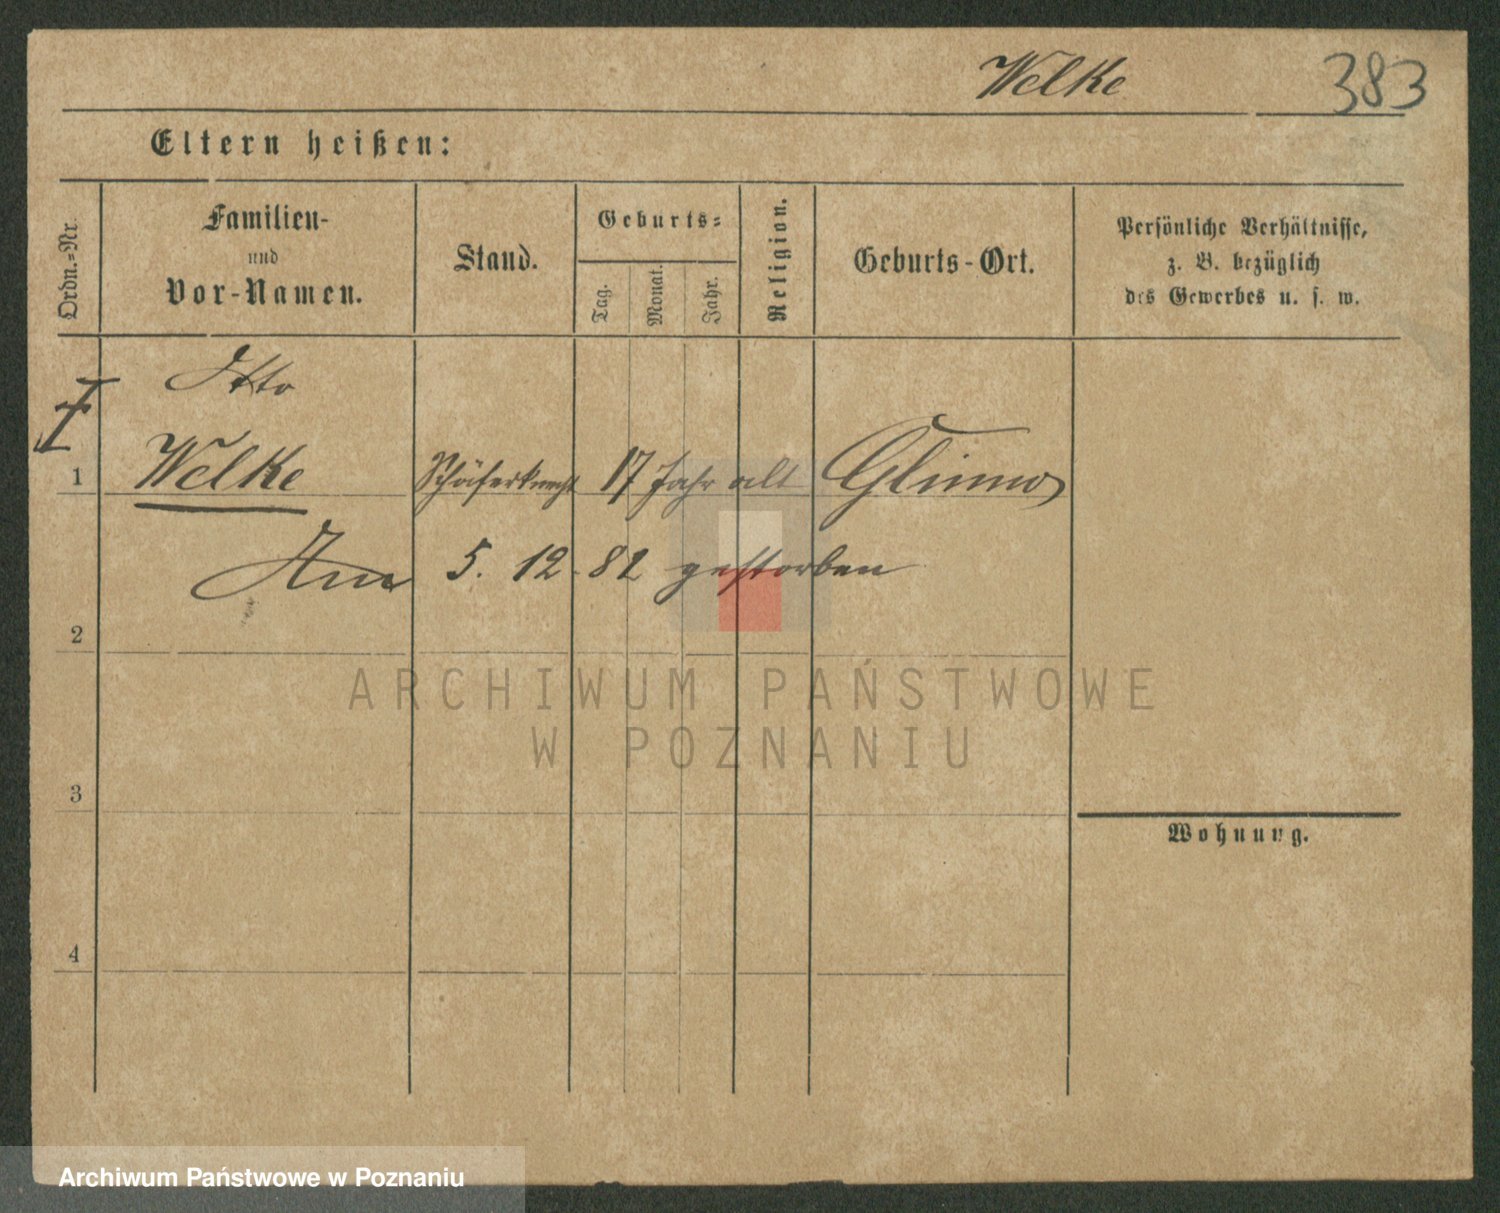 Welke 383
Eltern heißen:
Ordn.-Nr.
Familien-
und
Vor-Namen.
Stand.
Geburts-
Tag.
Monat.
Jahr.
Religion.
Geburts-Ort.
Persönliche Verhältnisse,
z. B. bezüglich
des Gewerbes u. s. w.
Otto
1 Welke Schäferknecht 17 Jahr alt Glinno
Am 5. 12. 82 gestorben
2
3
4
Wohnung.
ARCHIWUM PAŃSTWOWE
W POZNANIU
Archiwum Państwowe w Poznaniu